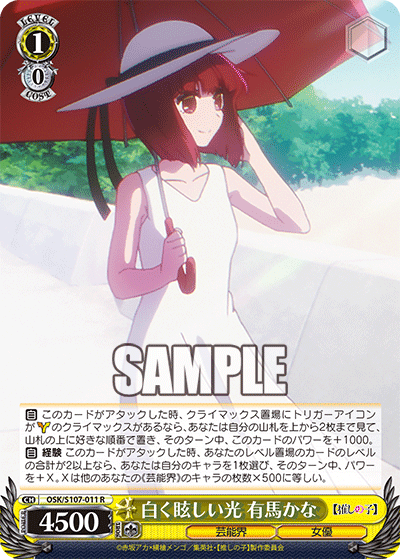 LEVEL
1
0
COST
SAMPLE
自 このカードがアタックした時、クライマックス置場にトリガーアイコン
が のクライマックスがあるなら、あなたは自分の山札を上から2枚まで見て、
山札の上に好きな順番で置き、そのターン中、このカードのパワーを+1000。
自 経験 このカードがアタックした時、あなたのレベル置場のカードのレベル
の合計が2以上なら、あなたは自分のキャラを1枚選び、そのターン中、パワー
を+X。Xは他のあなたの《芸能界》のキャラの枚数×500に等しい。
CH OSK/S107-011 R
4500
白く眩しい光 有馬かな
【推しの子】
芸能界 女優
©赤坂アカ×横槍メンゴ／集英社・【推しの子】製作委員会